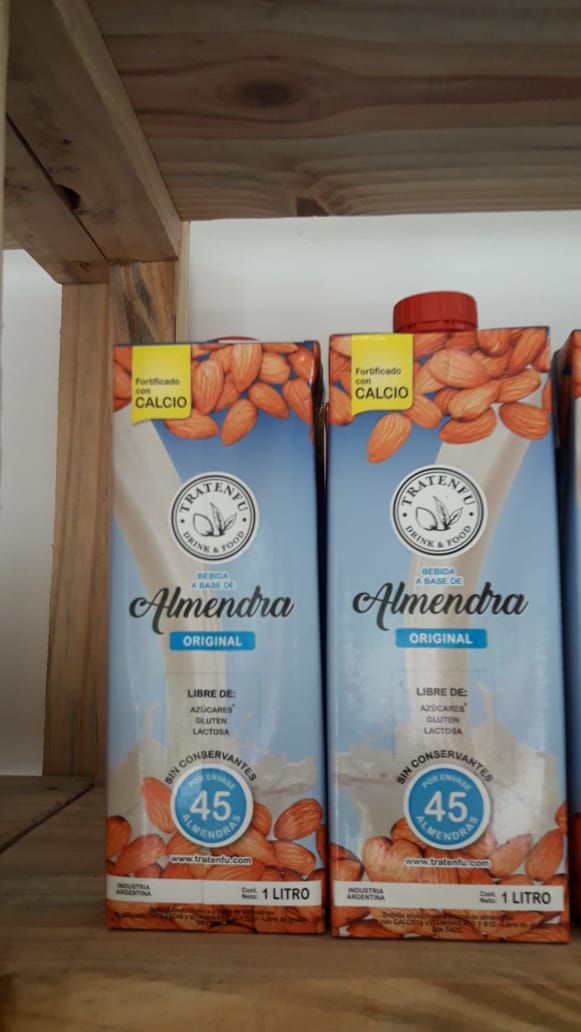 Fortificado
con
CALCIO
TRATENFU
DRINK & FOOD
BEBIDA
A BASE DE
Almendra
ORIGINAL
LIBRE DE:
AZÚCARES*
GLUTEN
LACTOSA
SIN CONSERVANTES
POR ENVASE
45
ALMENDRAS
www.tratenfu.com
INDUSTRIA
ARGENTINA
Cont.
Neto:
1 LITRO
Fortificado
con
CALCIO
TRATENFU
DRINK & FOOD
BEBIDA
A BASE DE
Almendra
ORIGINAL
LIBRE DE:
AZÚCARES*
GLUTEN
LACTOSA
SIN CONSERVANTES
POR ENVASE
45
ALMENDRAS
www.tratenfu.com
INDUSTRIA
ARGENTINA
Cont.
Neto:
1 LITRO